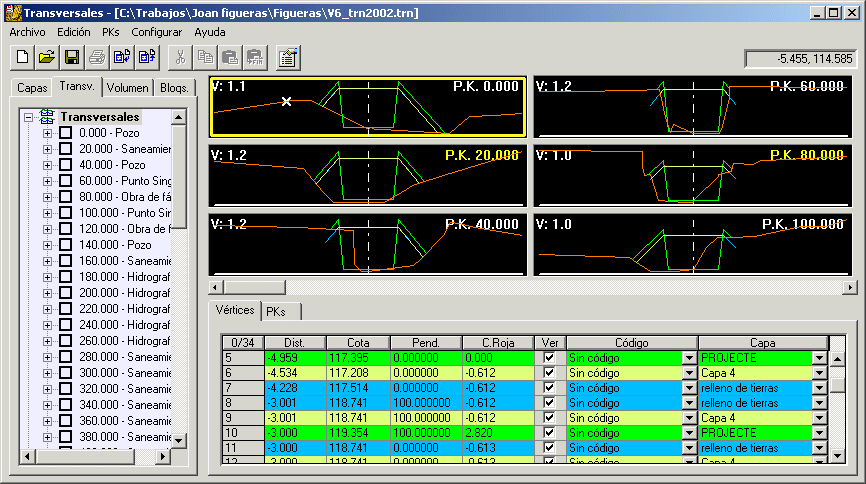 Transversales - [C:\Trabajos\Joan figueras\Figueras\V6_trn2002.trn]
Archivo Edición PKs Configurar Ayuda
-5.455, 114.585
Capas Transv. Volumen Bloqs.
Transversales
0.000 - Pozo
20.000 - Saneamier
40.000 - Pozo
60.000 - Punto Sing
80.000 - Obra de fá
100.000 - Punto Sin
120.000 - Obra de f
140.000 - Pozo
160.000 - Saneamie
180.000 - Hidrograf
200.000 - Hidrograf
220.000 - Hidrograf
240.000 - Hidrograf
260.000 - Hidrograf
280.000 - Saneamie
300.000 - Saneamie
320.000 - Saneamie
340.000 - Saneamie
360.000 - Saneamie
380.000 - Saneamie
V: 1.1 P.K. 0.000
V: 1.2 P.K. 60.000
V: 1.2 P.K. 20.000
V: 1.0 P.K. 80.000
V: 1.2 P.K. 40.000
V: 1.0 P.K. 100.000
Vértices PKs
0/34 Dist. Cota Pend. C.Roja Ver Código Capa
5 -4.959 117.395 0.000000 0.000 Sin código PROJECTE
6 -4.534 117.208 0.000000 -0.612 Sin código Capa 4
7 -4.228 117.514 0.000000 -0.612 Sin código relleno de tierras
8 -3.001 118.741 100.000000 -0.612 Sin código relleno de tierras
9 -3.001 118.741 0.000000 -0.612 Sin código Capa 4
10 -3.000 119.354 100.000000 2.820 Sin código PROJECTE
11 -3.000 118.741 0.000000 -0.613 Sin código relleno de tierras
12 -3.000 118.741 0.000000 -0.613 Sin código Capa 4